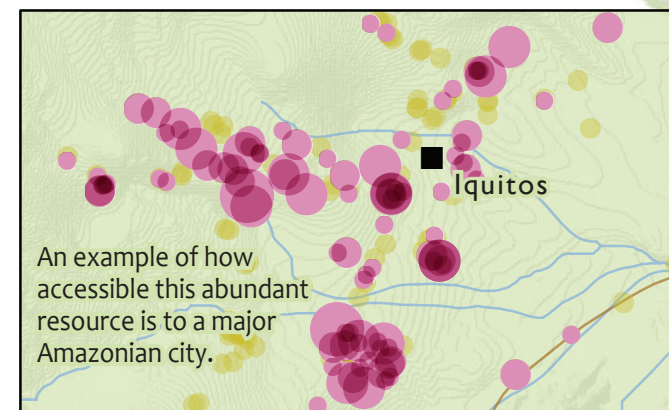 Iquitos
An example of how
accessible this abundant
resource is to a major
Amazonian city.